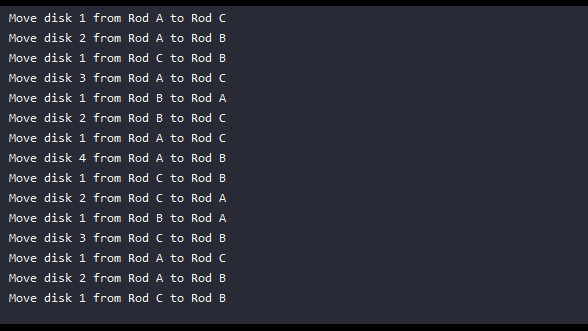 Move disk 1 from Rod A to Rod C
Move disk 2 from Rod A to Rod B
Move disk 1 from Rod C to Rod B
Move disk 3 from Rod A to Rod C
Move disk 1 from Rod B to Rod A
Move disk 2 from Rod B to Rod C
Move disk 1 from Rod A to Rod C
Move disk 4 from Rod A to Rod B
Move disk 1 from Rod C to Rod B
Move disk 2 from Rod C to Rod A
Move disk 1 from Rod B to Rod A
Move disk 3 from Rod C to Rod B
Move disk 1 from Rod A to Rod C
Move disk 2 from Rod A to Rod B
Move disk 1 from Rod C to Rod B